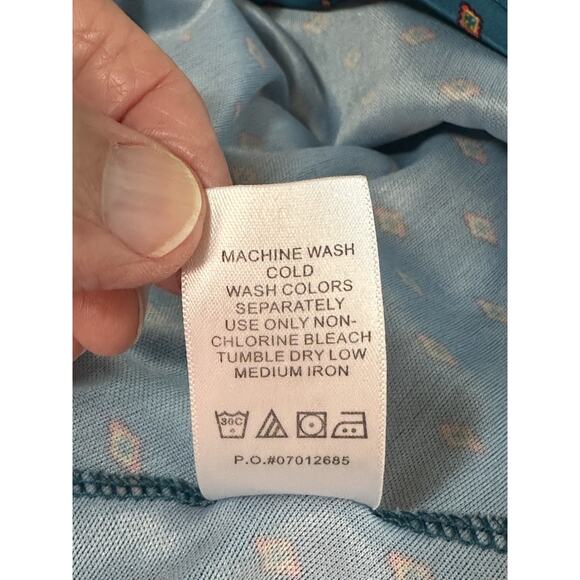 MACHINE WASH
COLD
WASH COLORS
SEPARATELY
USE ONLY NON-
CHLORINE BLEACH
TUMBLE DRY LOW
MEDIUM IRON
30C
P.O.#07012685